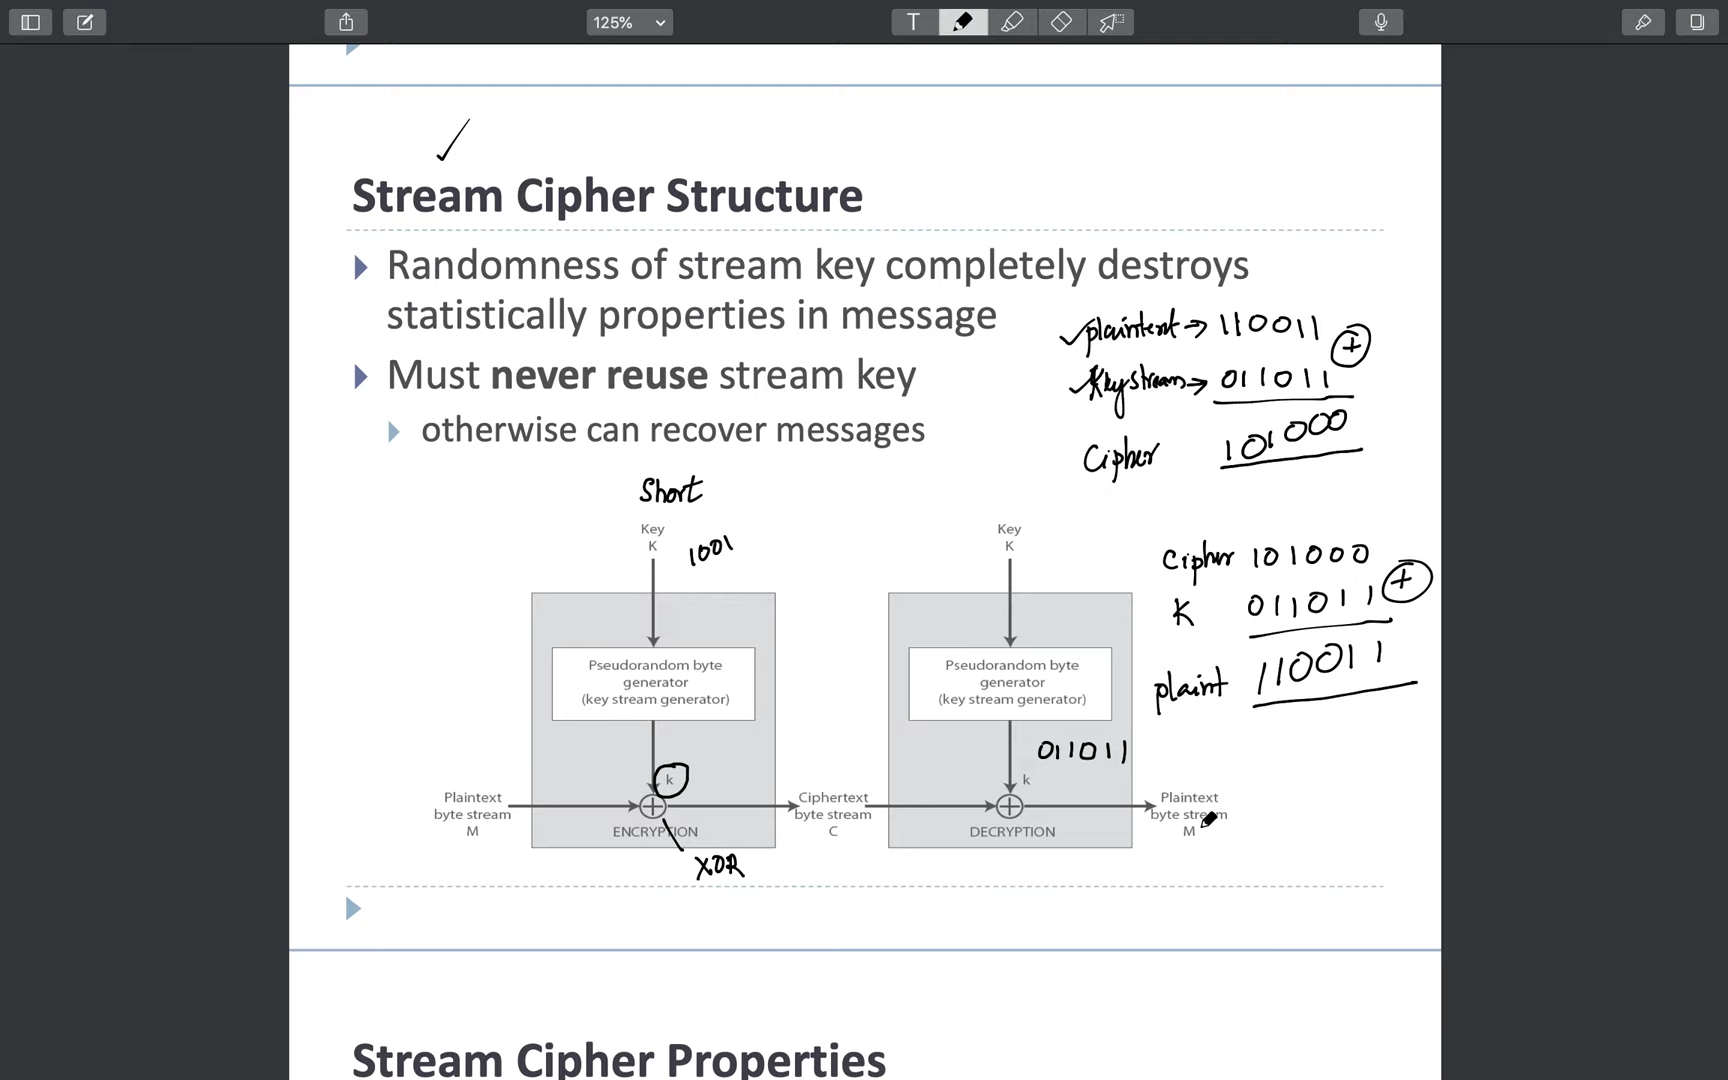 125%
T
Stream Cipher Structure
Randomness of stream key completely destroys
statistically properties in message
Must never reuse stream key
otherwise can recover messages
plaintext → 110011
+
Keystream → 011011
Cipher 101000
Short
Key
K
1001
Pseudorandom byte
generator
(key stream generator)
k
Plaintext
byte stream
M
ENCRYPTION
XOR
Ciphertext
byte stream
C
Key
K
Pseudorandom byte
generator
(key stream generator)
011011
k
DECRYPTION
Plaintext
byte stream
M
Cipher 101000
+
K 011011
plaint 110011
Stream Cipher Properties